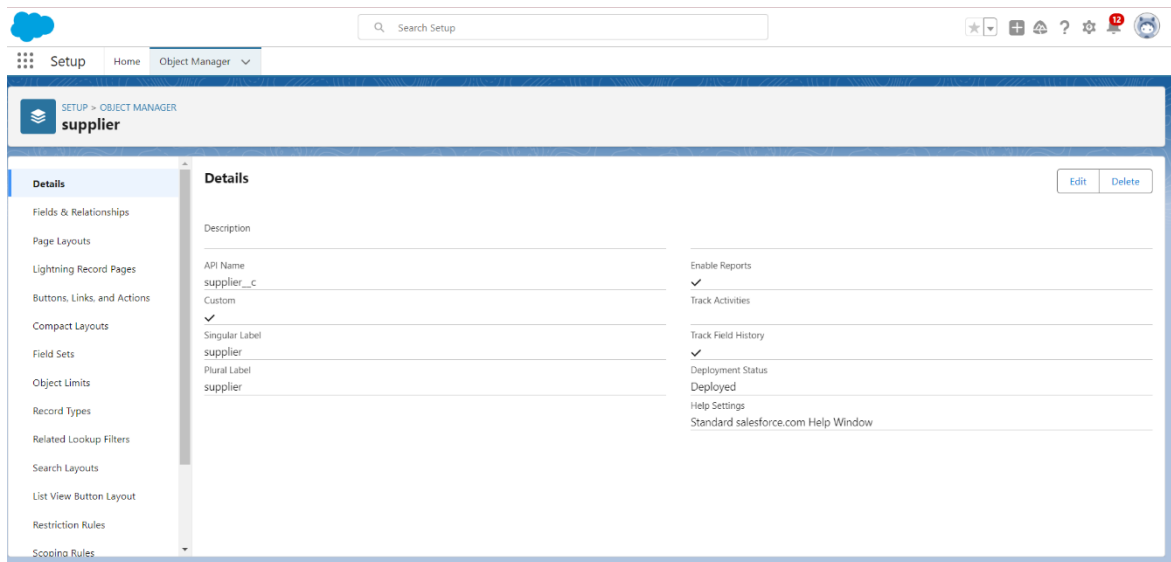 Search Setup
12
Setup Home Object Manager
SETUP > OBJECT MANAGER
supplier
Details
Fields & Relationships
Page Layouts
Lightning Record Pages
Buttons, Links, and Actions
Compact Layouts
Field Sets
Object Limits
Record Types
Related Lookup Filters
Search Layouts
List View Button Layout
Restriction Rules
Scoping Rules
Details
Edit Delete
Description
API Name
supplier__c
Custom
Singular Label
supplier
Plural Label
supplier
Enable Reports
Track Activities
Track Field History
Deployment Status
Deployed
Help Settings
Standard salesforce.com Help Window